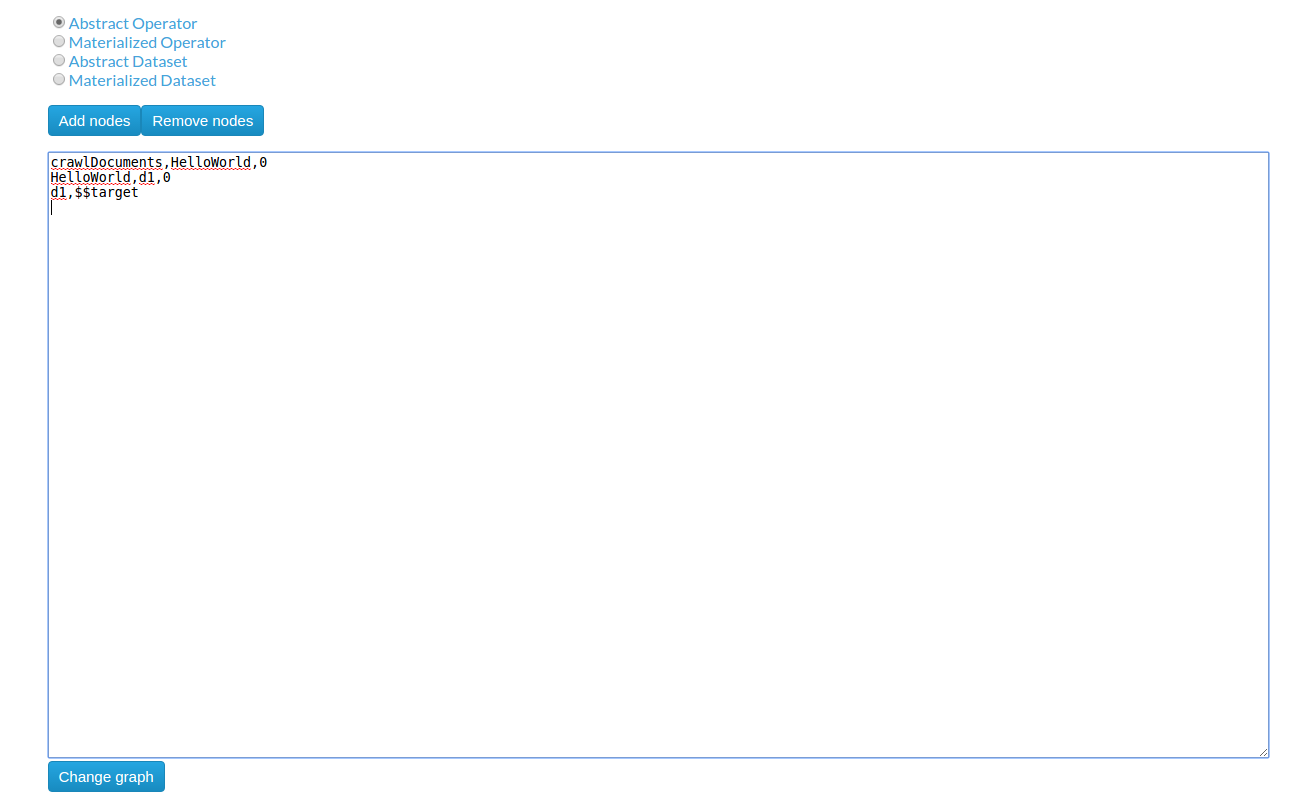 Abstract Operator
Materialized Operator
Abstract Dataset
Materialized Dataset
Add nodes Remove nodes
crawlDocuments,HelloWorld,0
HelloWorld,d1,0
d1,$$target
Change graph